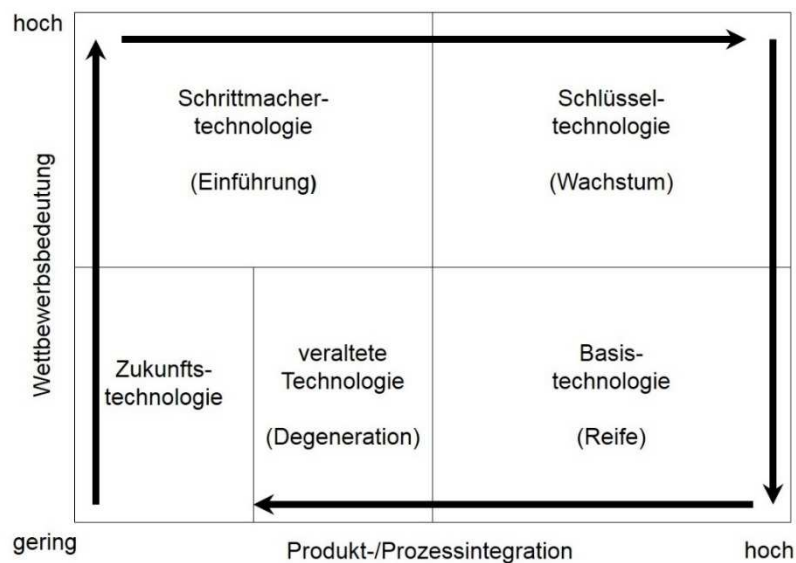 hoch
Schrittmacher-
technologie
(Einführung)
Schlüssel-
technologie
(Wachstum)
Wettbewerbsbedeutung
Zukunfts-
technologie
veraltete
Technologie
(Degeneration)
Basis-
technologie
(Reife)
gering
Produkt-/Prozessintegration
hoch